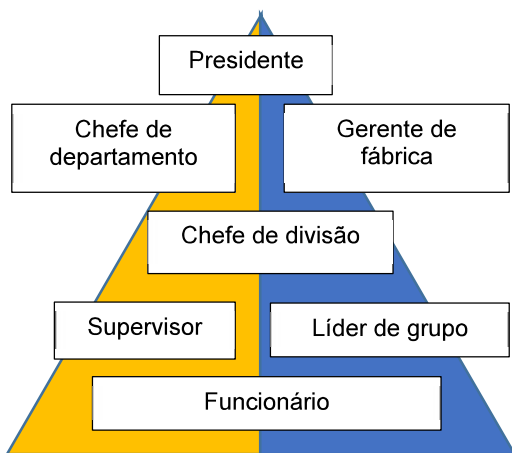 Presidente
Chefe de
departamento
Gerente de
fábrica
Chefe de divisão
Supervisor
Líder de grupo
Funcionário